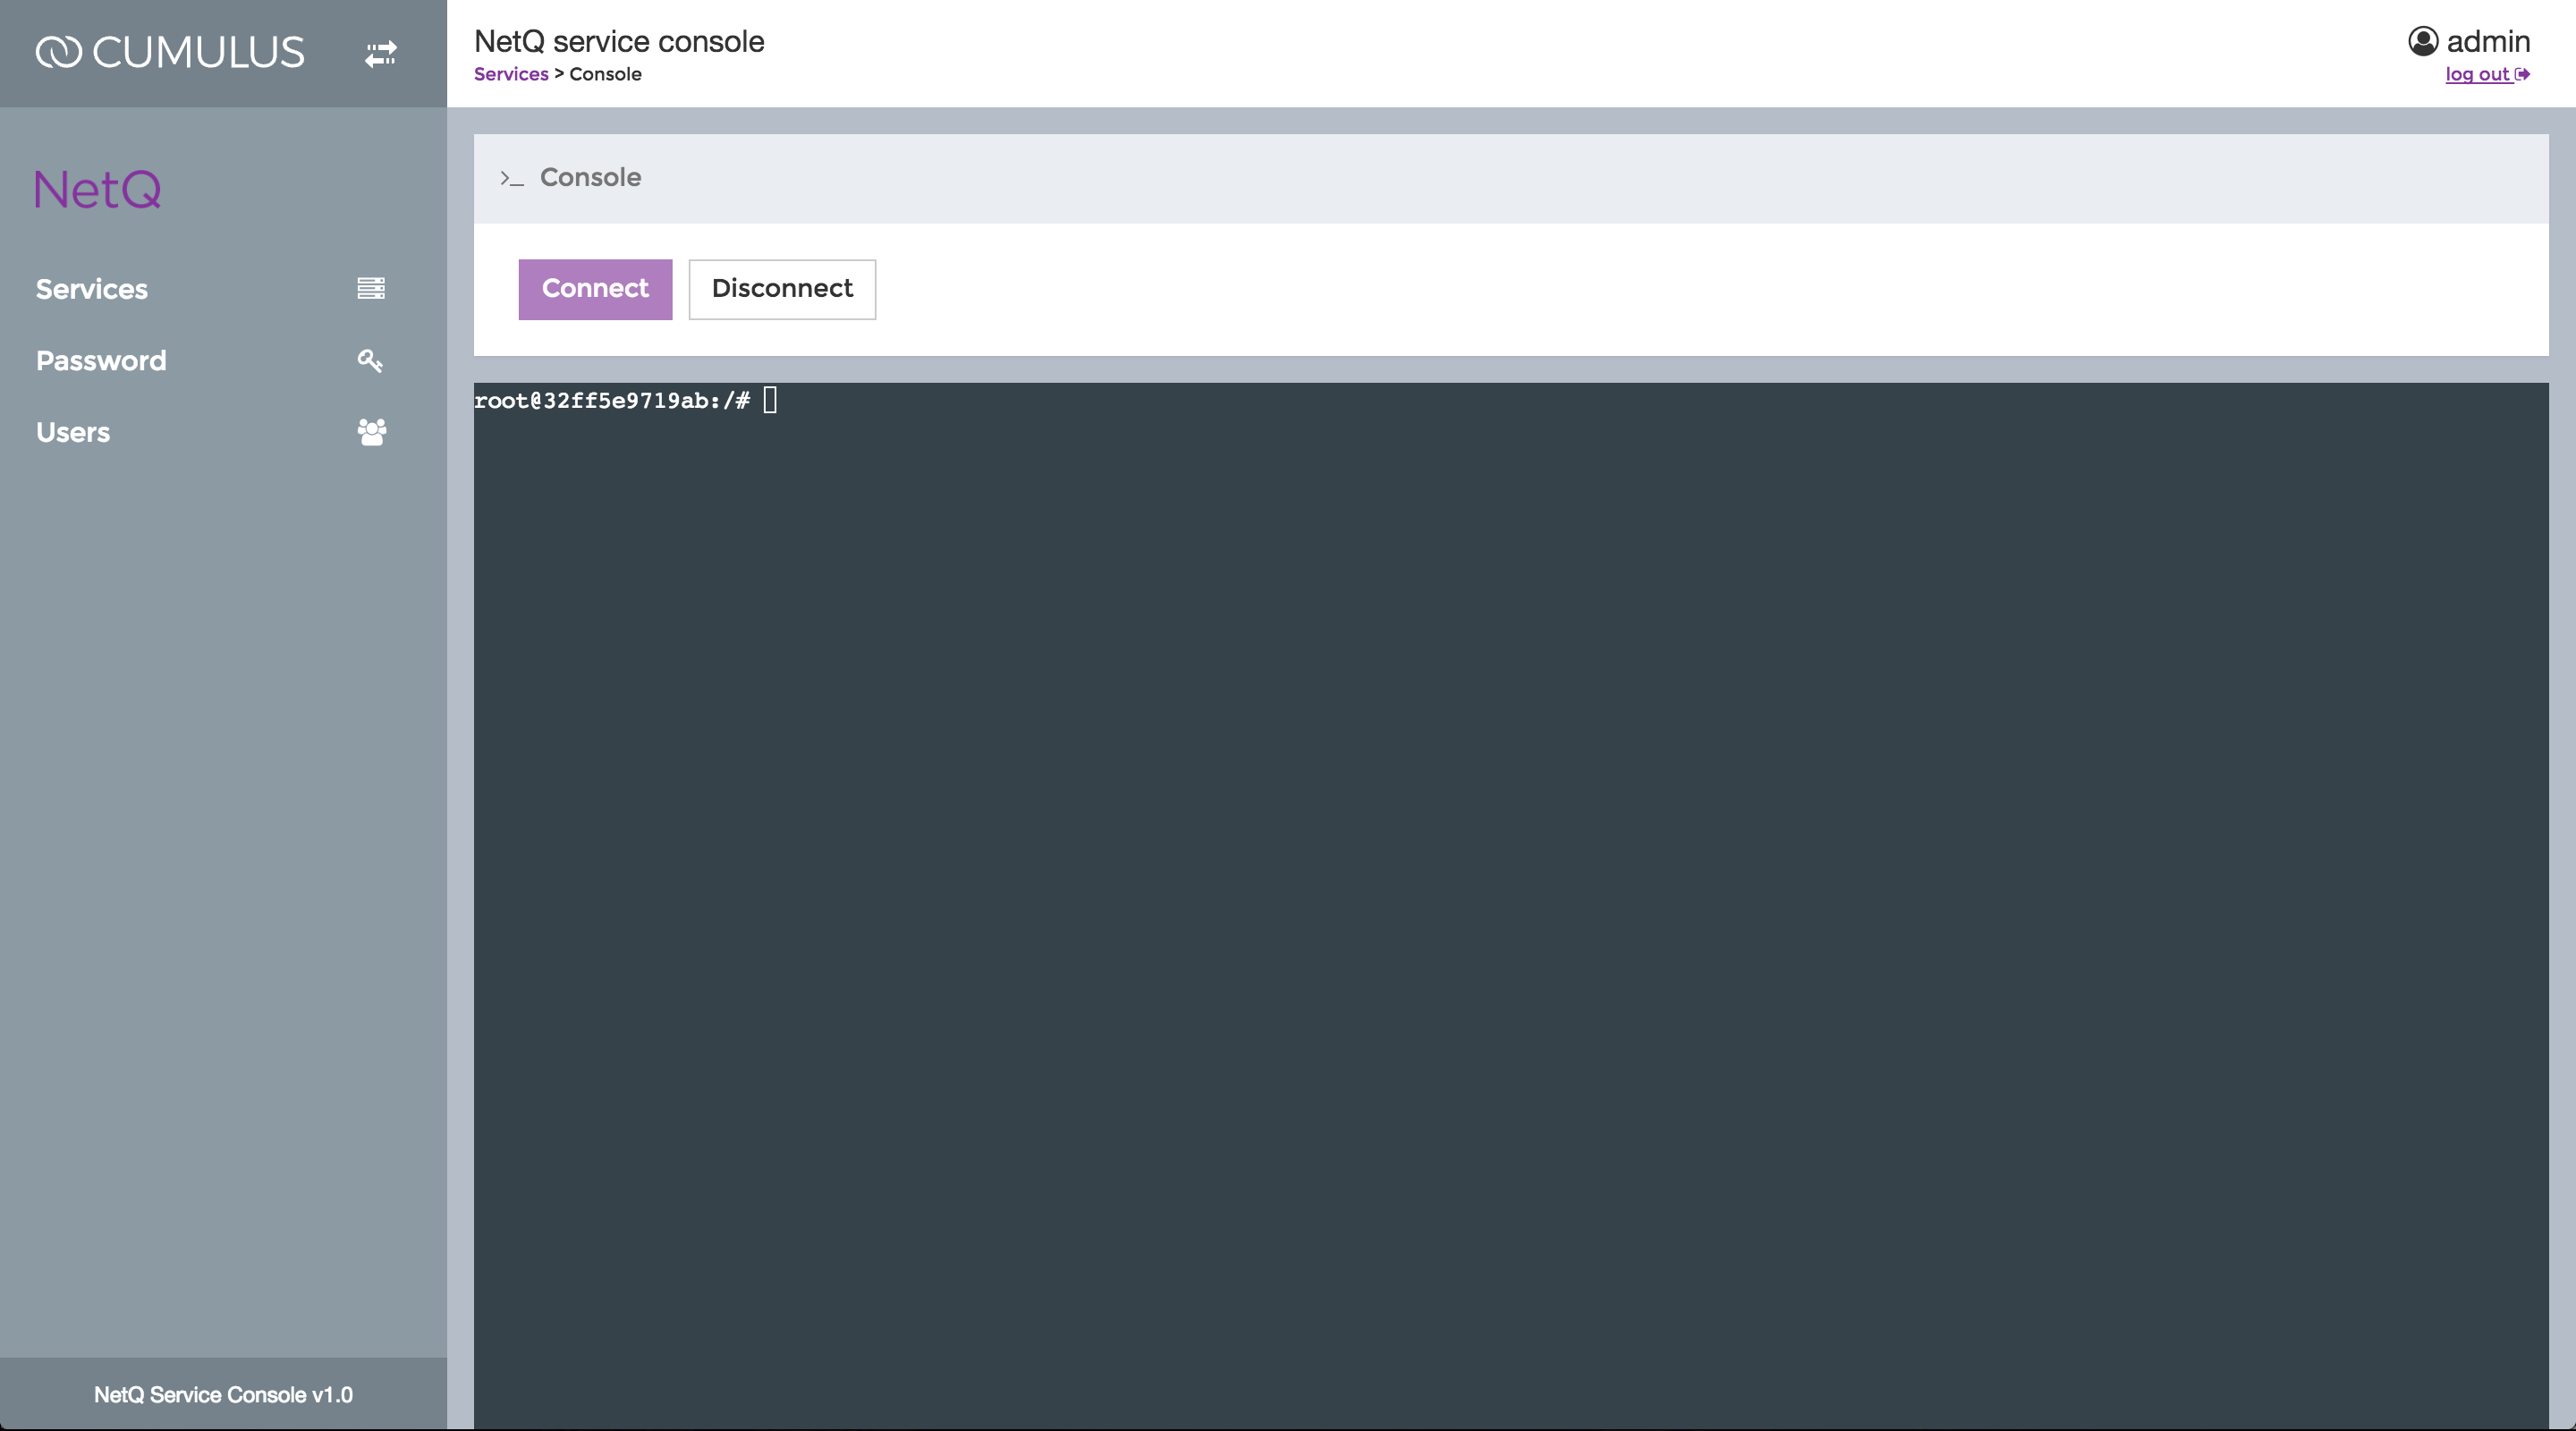 CUMULUS
NetQ service console
Services > Console
admin
log out
NetQ
Services
Password
Users
>_ Console
Connect
Disconnect
root@32ff5e9719ab:/#
NetQ Service Console v1.0